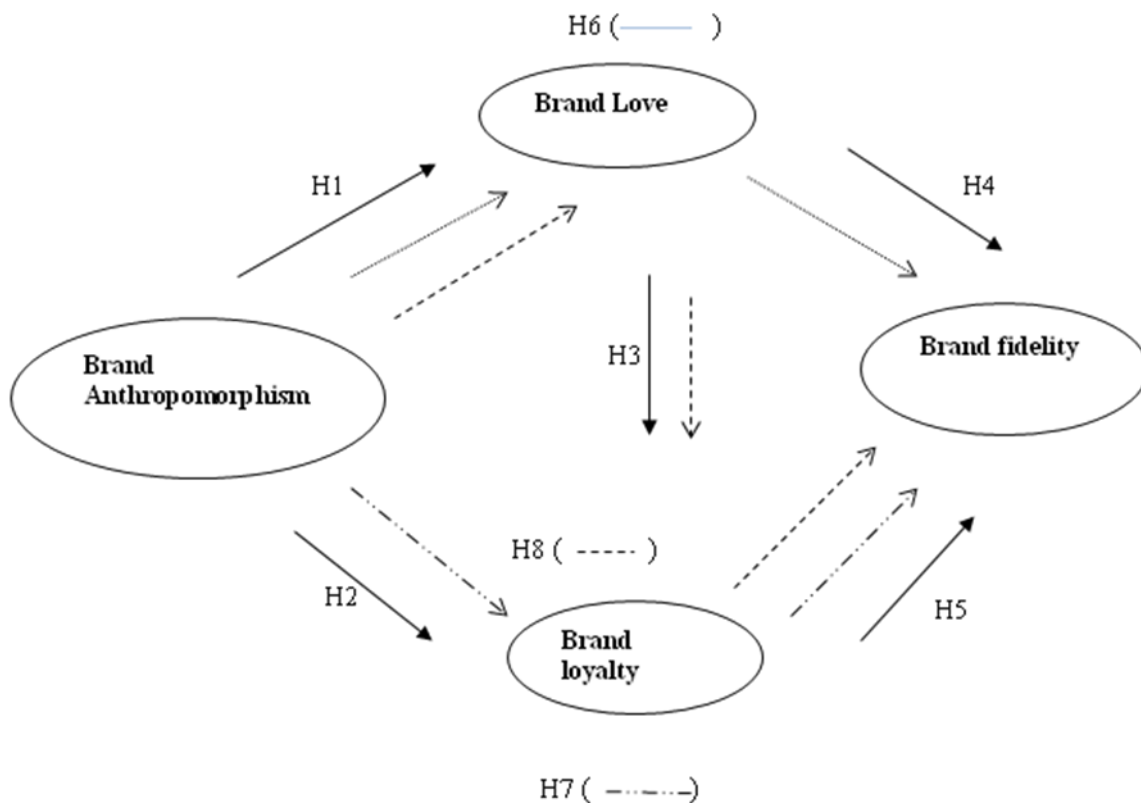 H6 ( )
Brand Love
H1
H4
H3
Brand
Anthropomorphism
Brand fidelity
H8 ( )
H2
H5
Brand
loyalty
H7 ( )